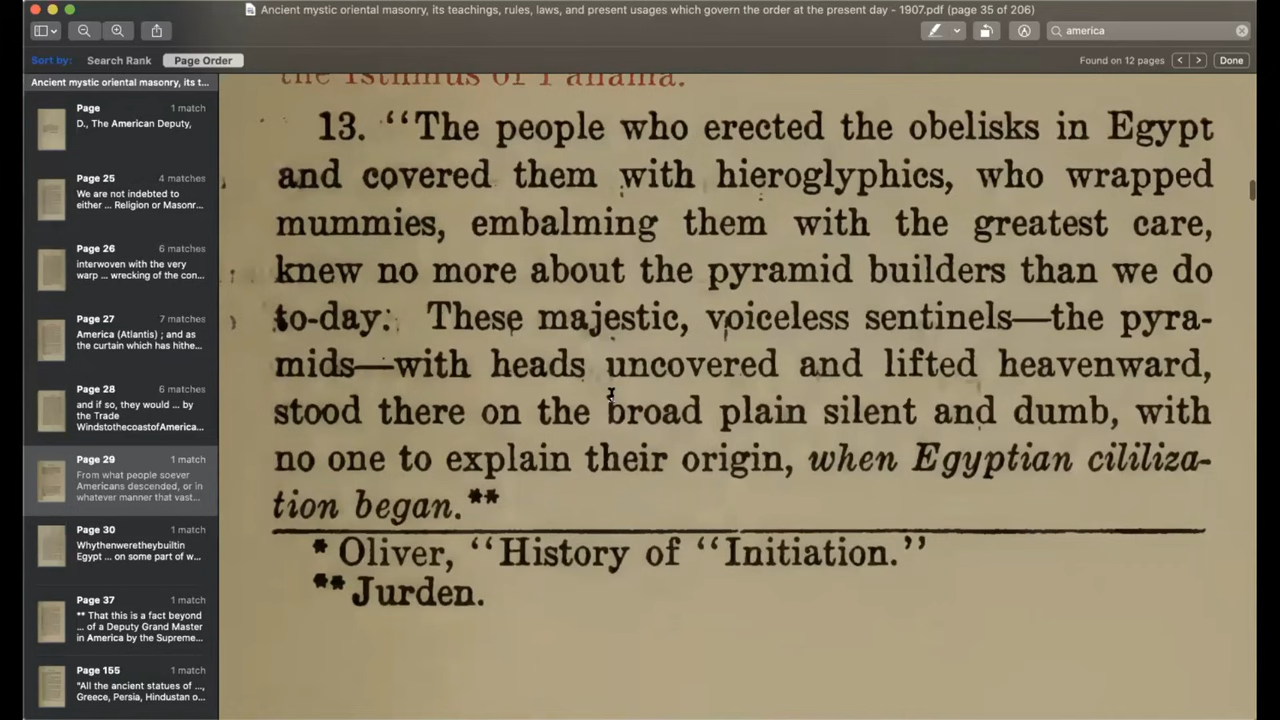 Ancient mystic oriental masonry, its teachings, rules, laws, and present usages which govern the order at the present day - 1907.pdf (page 35 of 206)
america
Sort by: Search Rank Page Order
Found on 12 pages < > Done
Ancient mystic oriental masonry, its t...
Page 1 match
D., The American Deputy,
Page 25 4 matches
We are not indebted to
either ... Religion or Masonr...
Page 26 6 matches
interwoven with the very
warp ... wrecking of the con...
Page 27 7 matches
America (Atlantis) ; and as
the curtain which has hithe...
Page 28 6 matches
and if so, they would ... by
the Trade
WindstothecoastofAmerica...
Page 29 1 match
From what people soever
Americans descended, or in
whatever manner that vast...
Page 30 1 match
Whythenweretheybuiltin
Egypt ... on some part of w...
Page 37 1 match
** That this is a fact beyond
... of a Deputy Grand Master
in America by the Supreme...
Page 155 1 match
"All the ancient statues of ...,
Greece, Persia, Hindustan o...
the Isthmus of Panama.
13. "The people who erected the obelisks in Egypt
and covered them with hieroglyphics, who wrapped
mummies, embalming them with the greatest care,
knew no more about the pyramid builders than we do
to-day: These majestic, voiceless sentinels—the pyra-
mids—with heads uncovered and lifted heavenward,
stood there on the broad plain silent and dumb, with
no one to explain their origin, when Egyptian cililiza-
tion began.**
* Oliver, "History of "Initiation."
** Jurden.